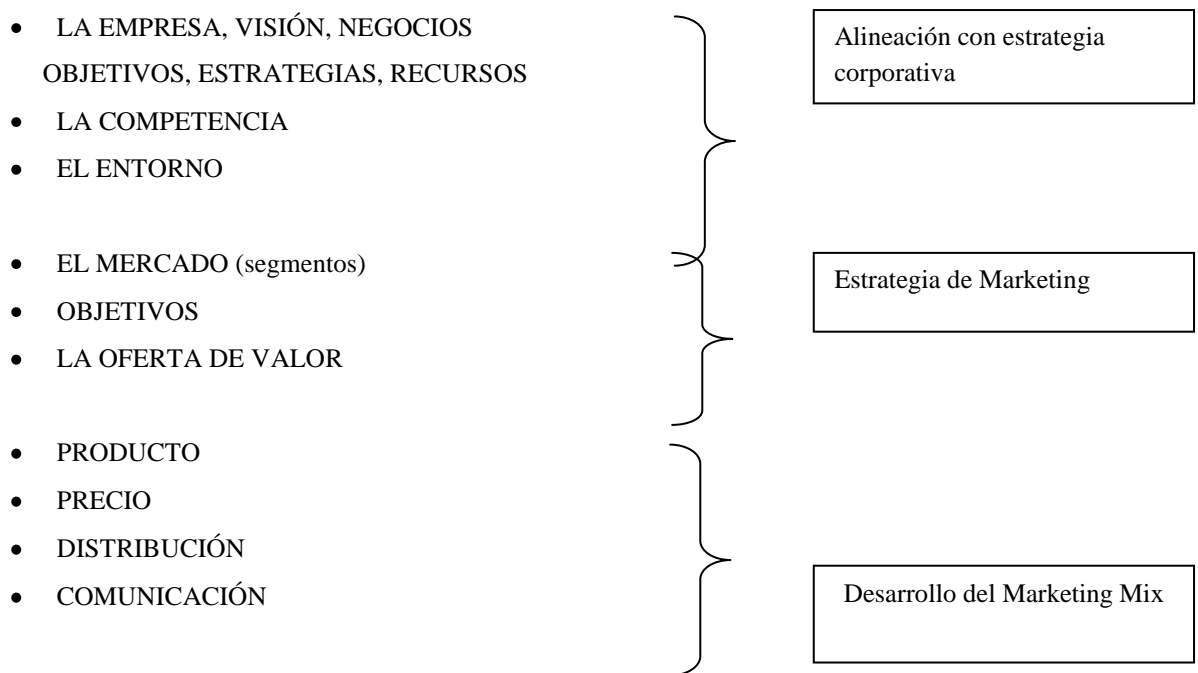 • LA EMPRESA, VISIÓN, NEGOCIOS
OBJETIVOS, ESTRATEGIAS, RECURSOS
• LA COMPETENCIA
• EL ENTORNO
Alineación con estrategia
corporativa
• EL MERCADO (segmentos)
• OBJETIVOS
• LA OFERTA DE VALOR
Estrategia de Marketing
• PRODUCTO
• PRECIO
• DISTRIBUCIÓN
• COMUNICACIÓN
Desarrollo del Marketing Mix